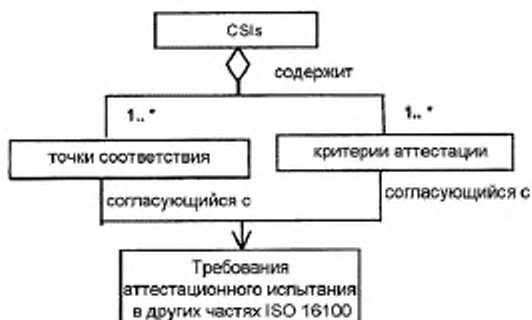 CSIs
содержит
1.. *
1.. *
точки соответствия
критерии аттестации
согласующийся с
согласующийся с
Требования
аттестационного испытания
в других частях ISO 16100